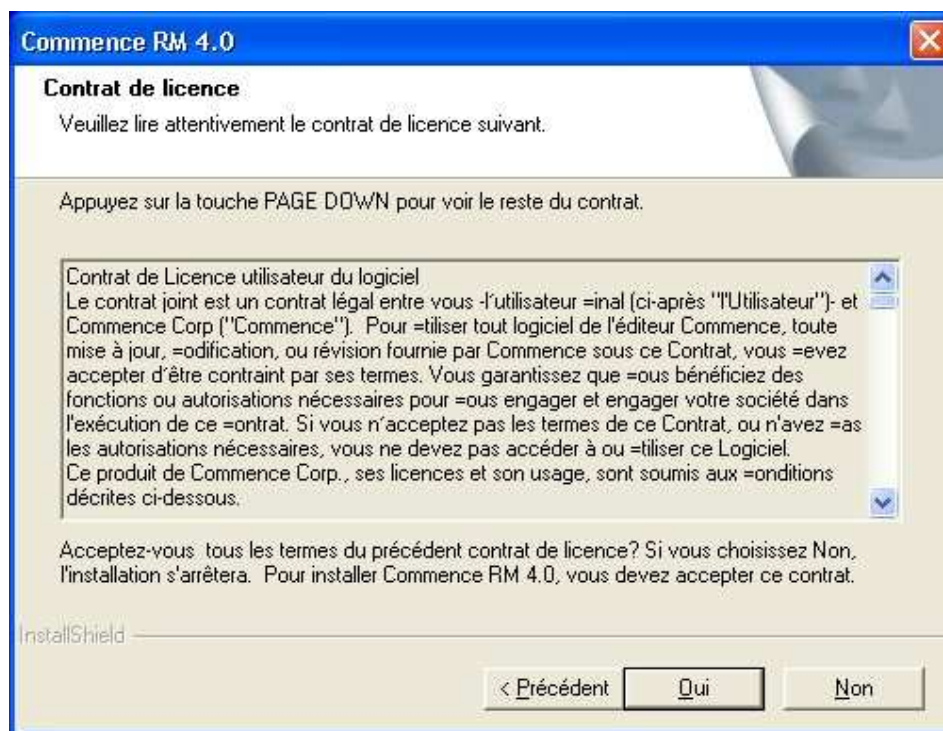 Commence RM 4.0
Contrat de licence
Veuillez lire attentivement le contrat de licence suivant.
Appuyez sur la touche PAGE DOWN pour voir le reste du contrat.
Contrat de Licence utilisateur du logiciel
Le contrat joint est un contrat légal entre vous -l´utilisateur =inal (ci-après "l'Utilisateur")- et
Commence Corp ("Commence").  Pour =tiliser tout logiciel de l'éditeur Commence, toute
mise à jour, =odification, ou révision fournie par Commence sous ce Contrat, vous =evez
accepter d´être contraint par ses termes. Vous garantissez que =ous bénéficiez des
fonctions ou autorisations nécessaires pour =ous engager et engager votre société dans
l'exécution de ce =ontrat. Si vous n´acceptez pas les termes de ce Contrat, ou n'avez =as
les autorisations nécessaires, vous ne devez pas accéder à ou =tiliser ce Logiciel.
Ce produit de Commence Corp., ses licences et son usage, sont soumis aux =onditions
décrites ci-dessous.
Acceptez-vous  tous les termes du précédent contrat de licence? Si vous choisissez Non,
l'installation s'arrêtera.  Pour installer Commence RM 4.0, vous devez accepter ce contrat.
InstallShield
< Précédent
Oui
Non